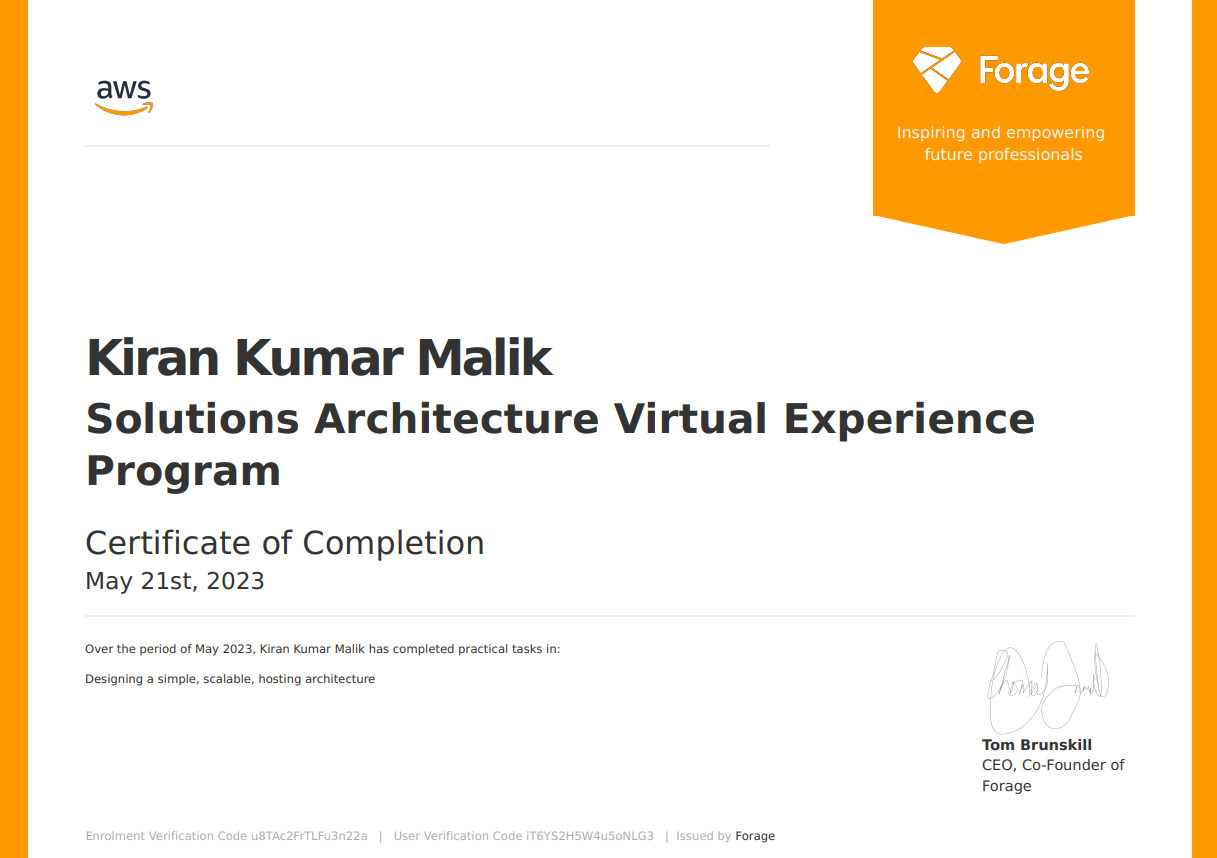 aws
Forage
Inspiring and empowering
future professionals
Kiran Kumar Malik
Solutions Architecture Virtual Experience
Program
Certificate of Completion
May 21st, 2023
Over the period of May 2023, Kiran Kumar Malik has completed practical tasks in:
Designing a simple, scalable, hosting architecture
Tom Brunskill
CEO, Co-Founder of
Forage
Enrolment Verification Code u8TAc2FrTLFu3n22a | User Verification Code iT6YS2H5W4u5oNLG3 | Issued by Forage